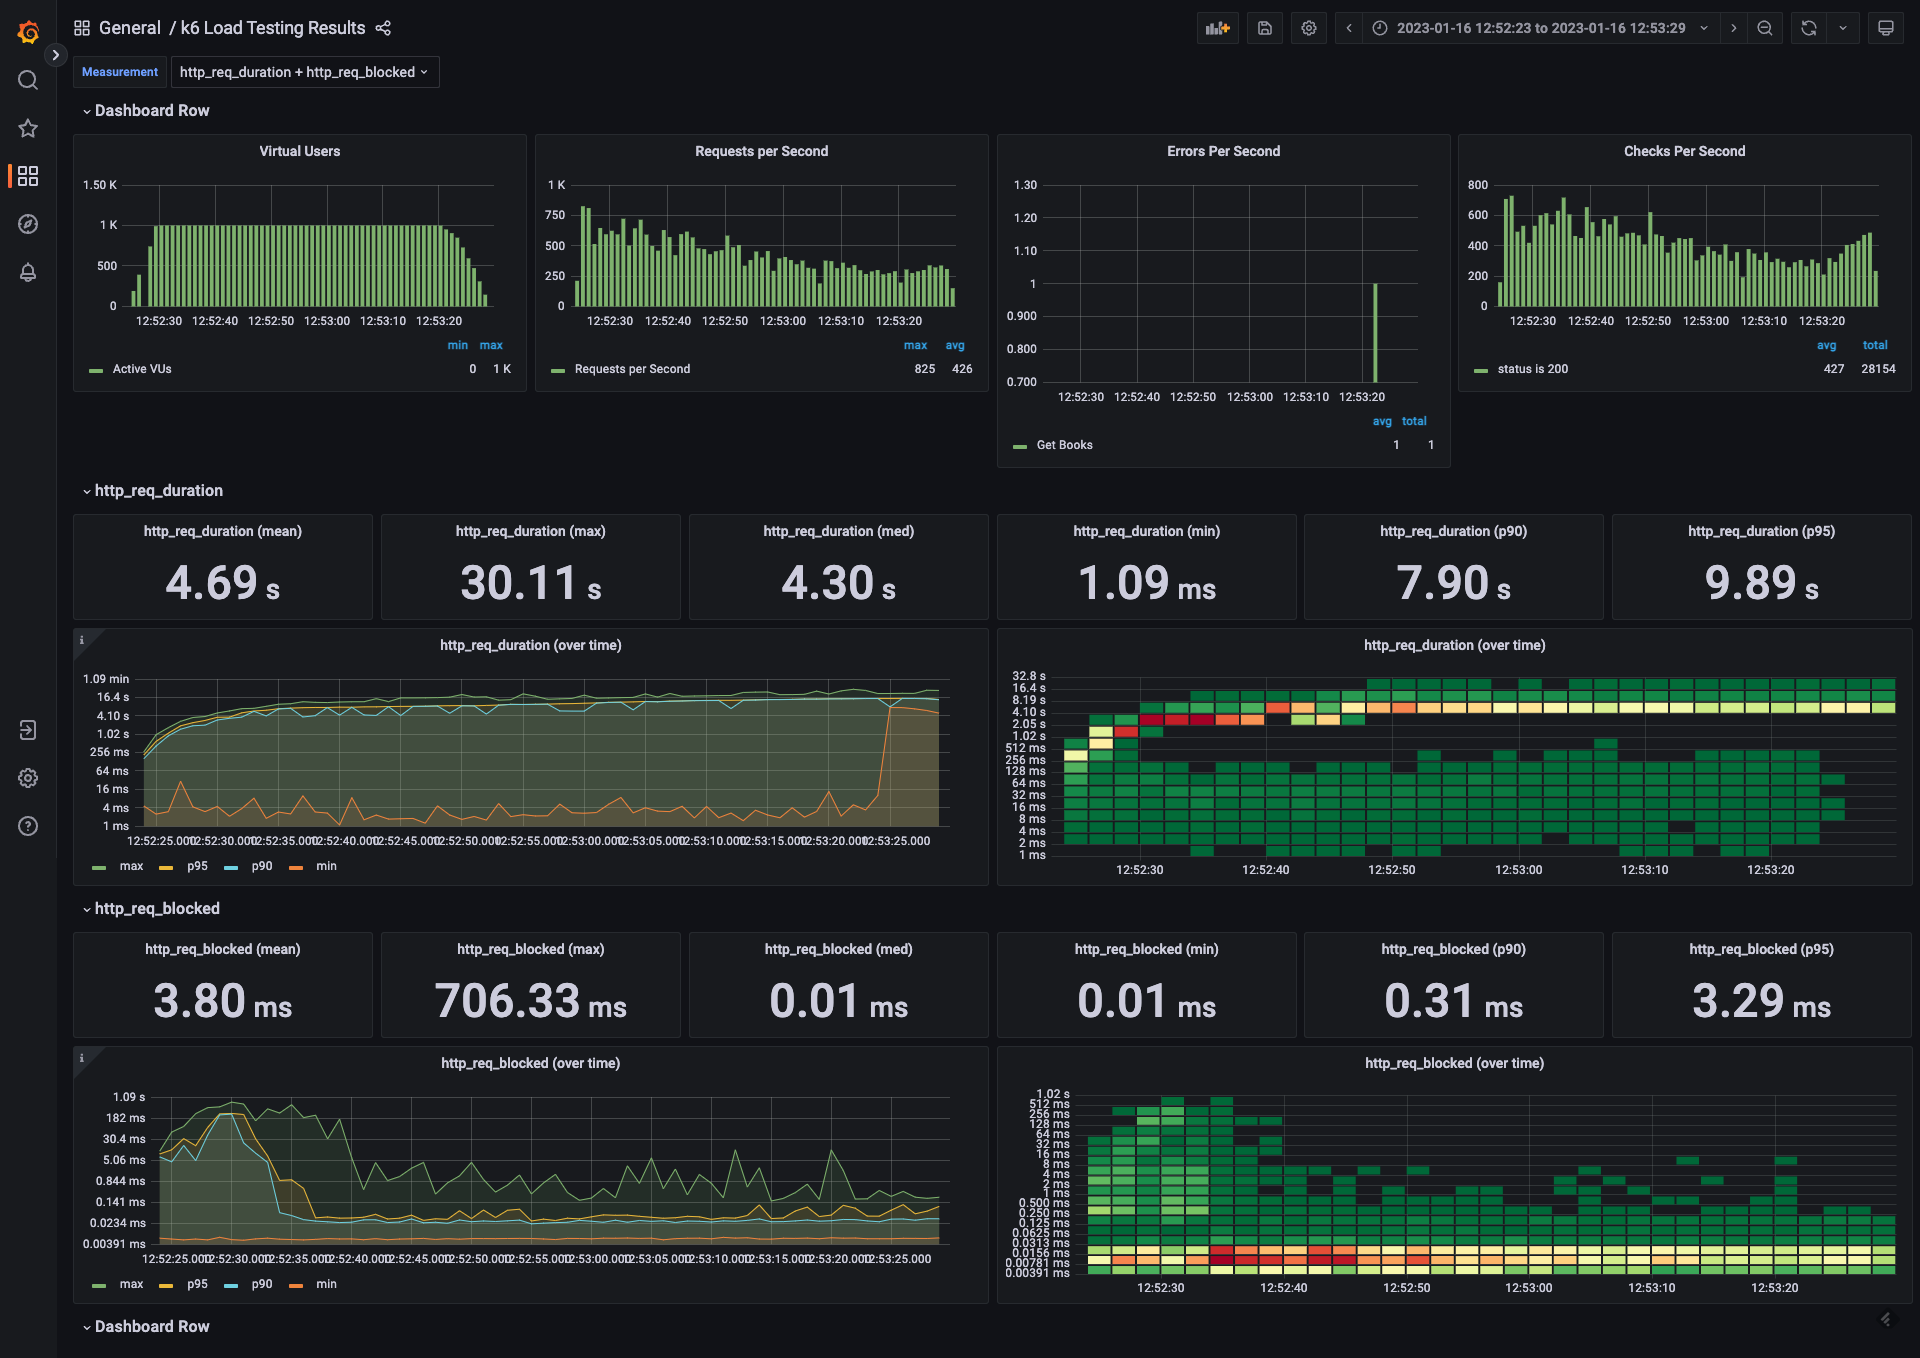 General / k6 Load Testing Results
2023-01-16 12:52:23 to 2023-01-16 12:53:29
Measurement
http_req_duration + http_req_blocked
Dashboard Row
Virtual Users
1.50 K
1 K
500
0
12:52:30 12:52:40 12:52:50 12:53:00 12:53:10 12:53:20
min max
Active VUs 0 1 K
Requests per Second
1 K
750
500
250
0
12:52:30 12:52:40 12:52:50 12:53:00 12:53:10 12:53:20
max avg
Requests per Second 825 426
Errors Per Second
1.30
1.20
1.10
1
0.900
0.800
0.700
12:52:30 12:52:40 12:52:50 12:53:00 12:53:10 12:53:20
avg total
Get Books 1 1
Checks Per Second
800
600
400
200
0
12:52:30 12:52:40 12:52:50 12:53:00 12:53:10 12:53:20
avg total
status is 200 427 28154
http_req_duration
http_req_duration (mean)
4.69 s
http_req_duration (max)
30.11 s
http_req_duration (med)
4.30 s
http_req_duration (min)
1.09 ms
http_req_duration (p90)
7.90 s
http_req_duration (p95)
9.89 s
i
http_req_duration (over time)
1.09 min
16.4 s
4.10 s
1.02 s
256 ms
64 ms
16 ms
4 ms
1 ms
12:52:25.000 12:52:30.000 12:52:35.000 12:52:40.000 12:52:45.000 12:52:50.000 12:52:55.000 12:53:00.000 12:53:05.000 12:53:10.000 12:53:15.000 12:53:20.000 12:53:25.000
max p95 p90 min
http_req_duration (over time)
32.8 s
16.4 s
8.19 s
4.10 s
2.05 s
1.02 s
512 ms
256 ms
128 ms
64 ms
32 ms
16 ms
8 ms
4 ms
2 ms
1 ms
12:52:30 12:52:40 12:52:50 12:53:00 12:53:10 12:53:20
http_req_blocked
http_req_blocked (mean)
3.80 ms
http_req_blocked (max)
706.33 ms
http_req_blocked (med)
0.01 ms
http_req_blocked (min)
0.01 ms
http_req_blocked (p90)
0.31 ms
http_req_blocked (p95)
3.29 ms
i
http_req_blocked (over time)
1.09 s
182 ms
30.4 ms
5.06 ms
0.844 ms
0.141 ms
0.0234 ms
0.00391 ms
12:52:25.000 12:52:30.000 12:52:35.000 12:52:40.000 12:52:45.000 12:52:50.000 12:52:55.000 12:53:00.000 12:53:05.000 12:53:10.000 12:53:15.000 12:53:20.000 12:53:25.000
max p95 p90 min
http_req_blocked (over time)
1.02 s
512 ms
256 ms
128 ms
64 ms
32 ms
16 ms
8 ms
4 ms
2 ms
1 ms
0.500 ms
0.250 ms
0.125 ms
0.0625 ms
0.0313 ms
0.0156 ms
0.00781 ms
0.00391 ms
12:52:30 12:52:40 12:52:50 12:53:00 12:53:10 12:53:20
Dashboard Row